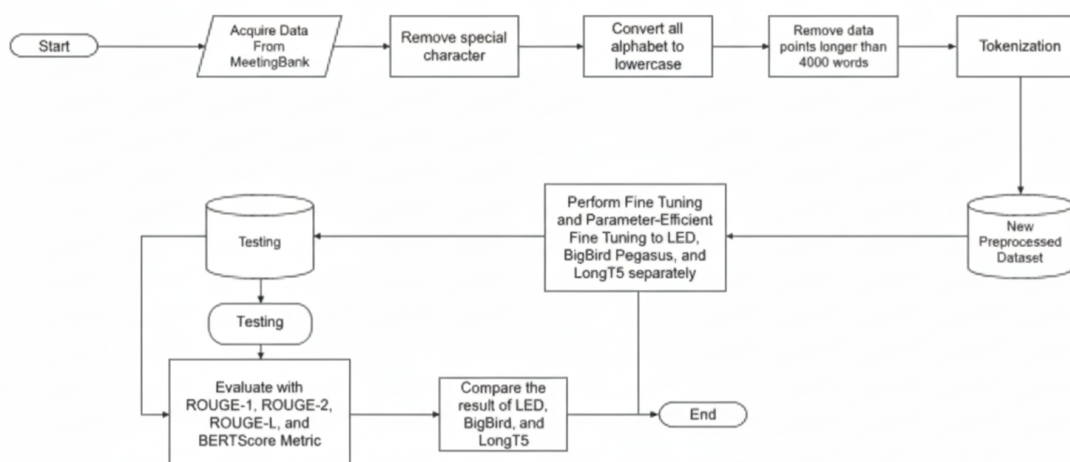 Start
Acquire Data
From
MeetingBank
Remove special
character
Convert all
alphabet to
lowercase
Remove data
points longer than
4000 words
Tokenization
New
Preprocessed
Dataset
Perform Fine Tuning
and Parameter-Efficient
Fine Tuning to LED,
BigBird Pegasus, and
LongT5 separately
Testing
Testing
Evaluate with
ROUGE-1, ROUGE-2,
ROUGE-L, and
BERTScore Metric
Compare the
result of LED,
BigBird, and
LongT5
End